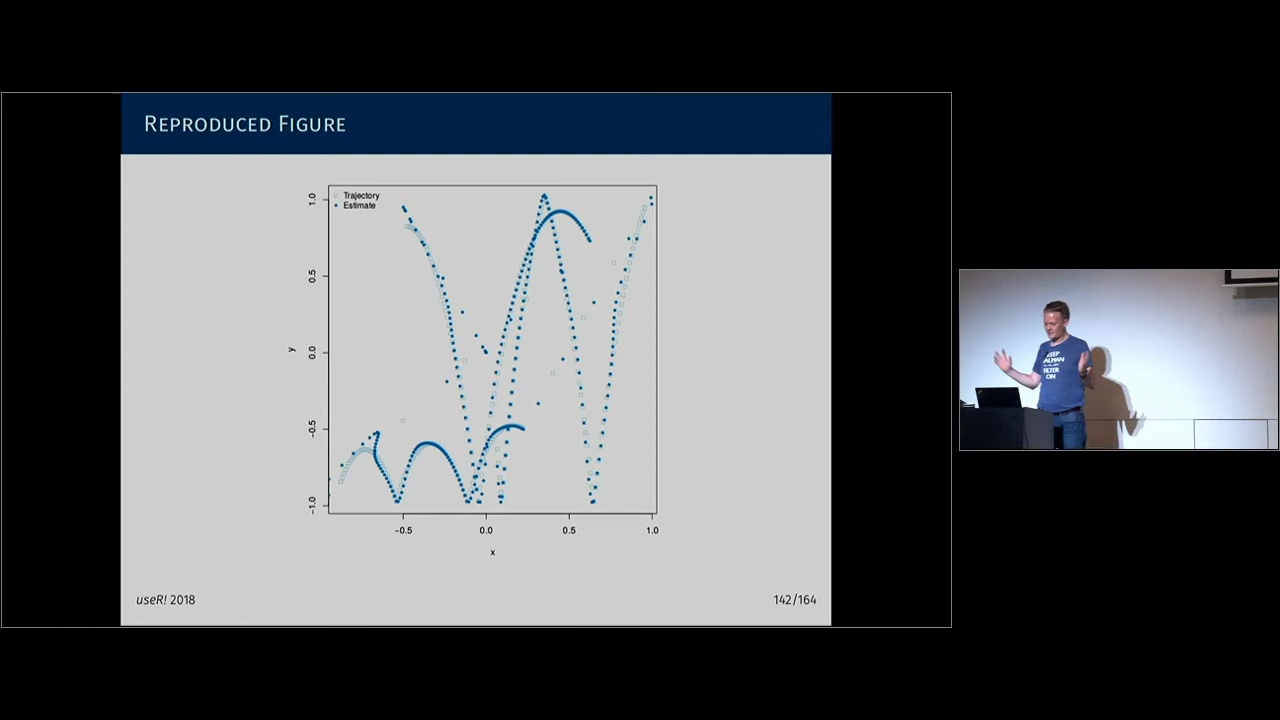 REPRODUCED FIGURE
Trajectory
Estimate
1.0
0.5
0.0
−0.5
−1.0
y
−0.5
0.0
0.5
1.0
x
useR! 2018
142/164
KEEP
KALMAN
FILTER
ON